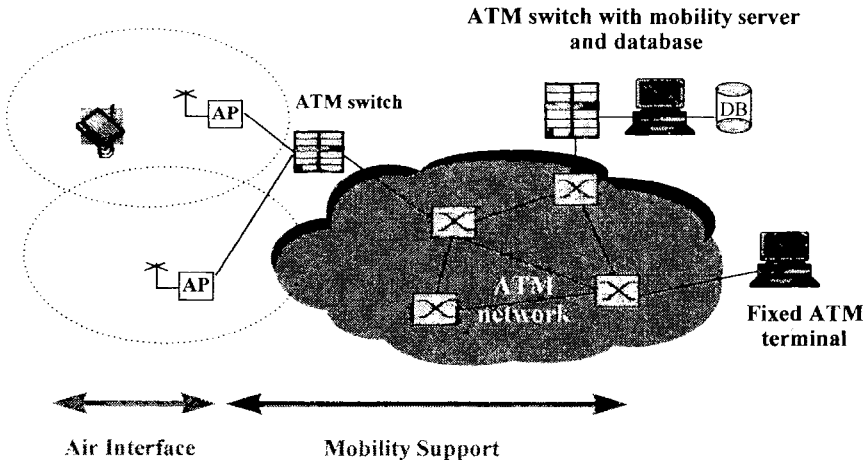 ATM switch with mobility server
and database
ATM switch
AP
DB
AP
ATM
network
Fixed ATM
terminal
Air Interface
Mobility Support